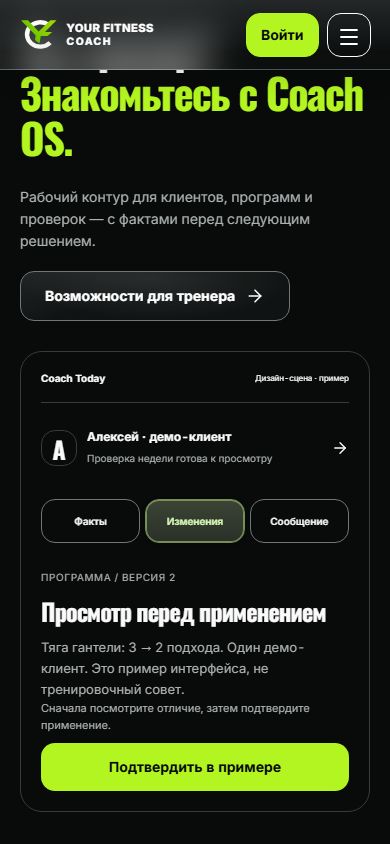 YOUR FITNESS
COACH
Войти
Знакомьтесь с Coach
OS.
Рабочий контур для клиентов, программ и
проверок — с фактами перед следующим
решением.
Возможности для тренера
Coach Today
Дизайн-сцена · пример
А
Алексей · демо-клиент
Проверка недели готова к просмотру
Факты
Изменения
Сообщение
ПРОГРАММА / ВЕРСИЯ 2
Просмотр перед применением
Тяга гантели: 3 → 2 подхода. Один демо-
клиент. Это пример интерфейса, не
тренировочный совет.
Сначала посмотрите отличие, затем подтвердите
применение.
Подтвердить в примере